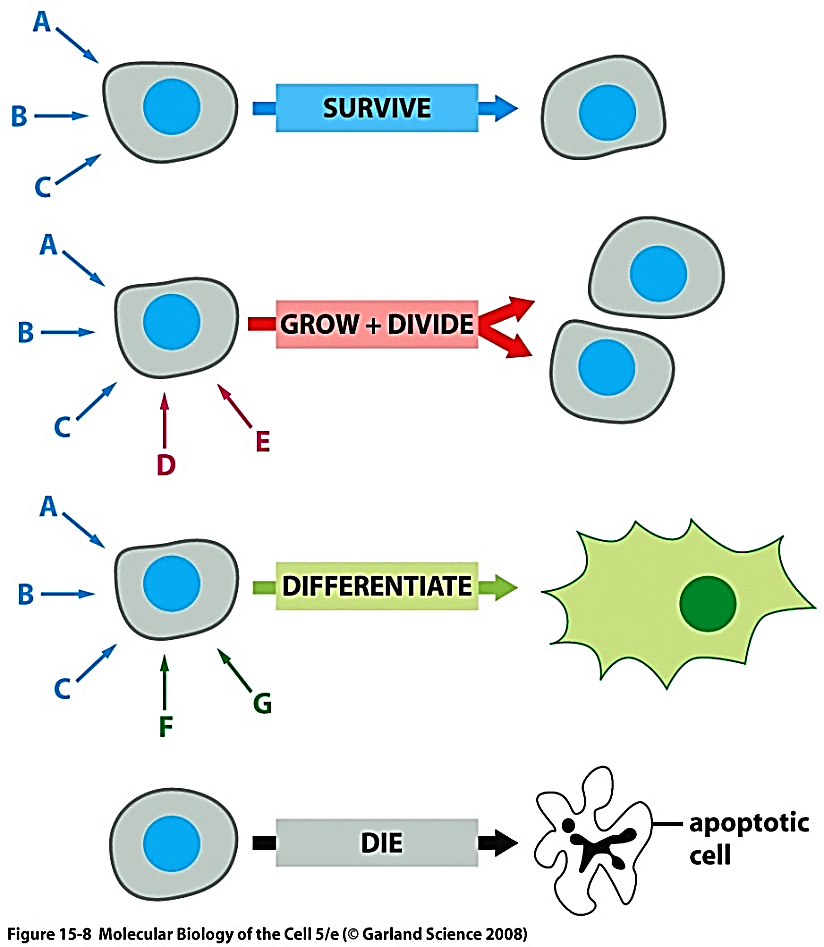 A
B
C
SURVIVE
A
B
C
D
E
GROW + DIVIDE
A
B
C
F
G
DIFFERENTIATE
DIE
apoptotic
cell
Figure 15-8 Molecular Biology of the Cell 5/e (© Garland Science 2008)